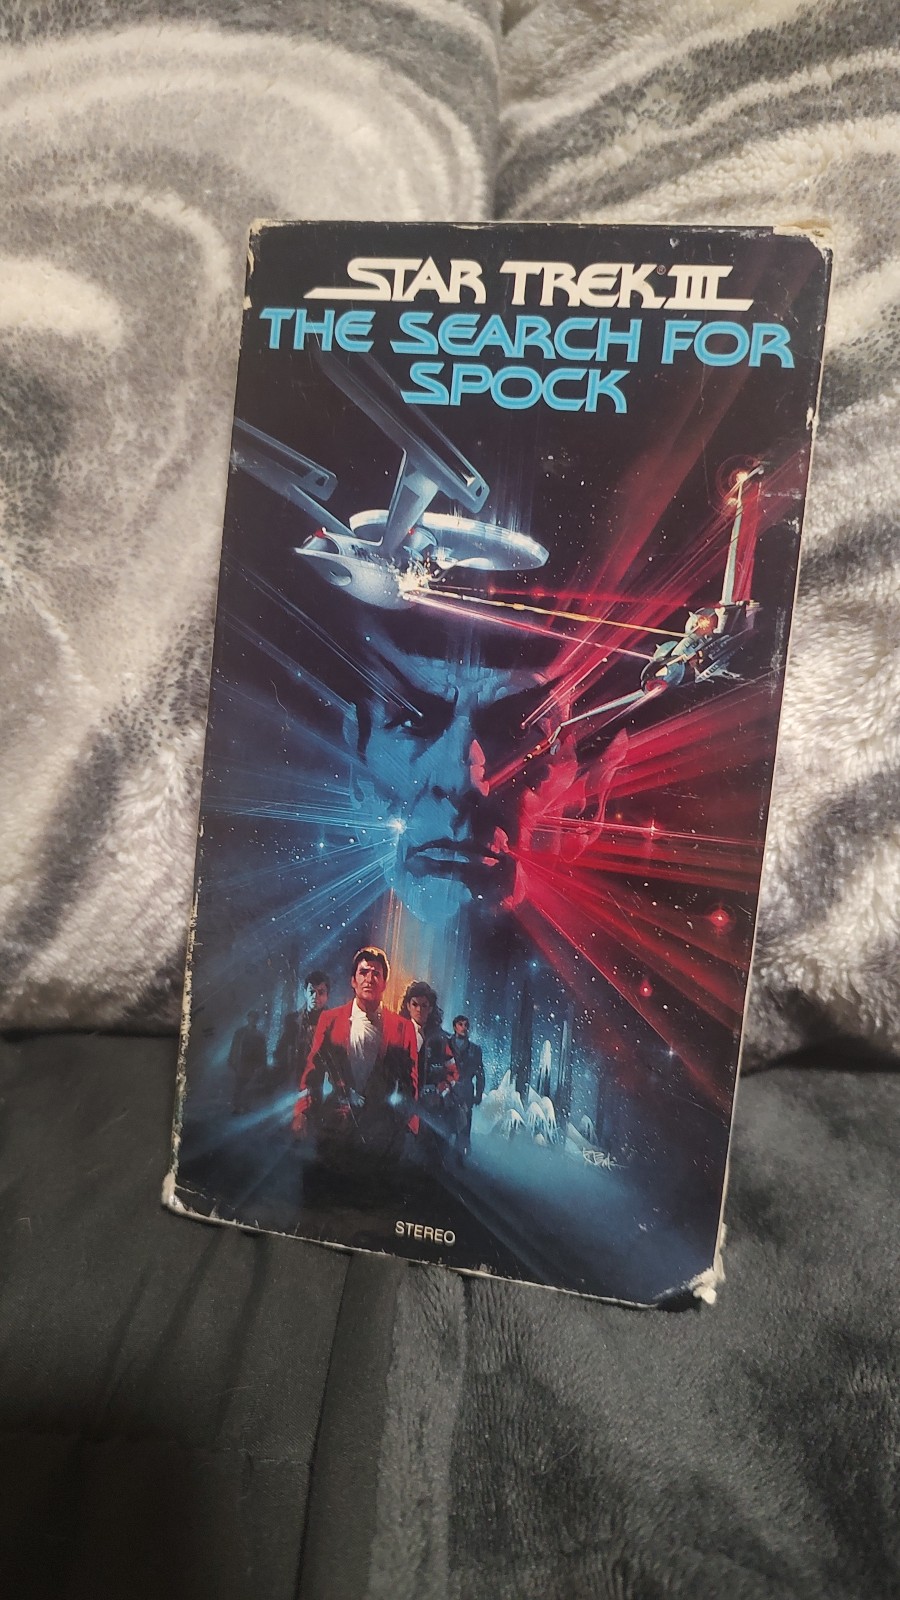 STAR TREK® III
THE SEARCH FOR
SPOCK
STEREO